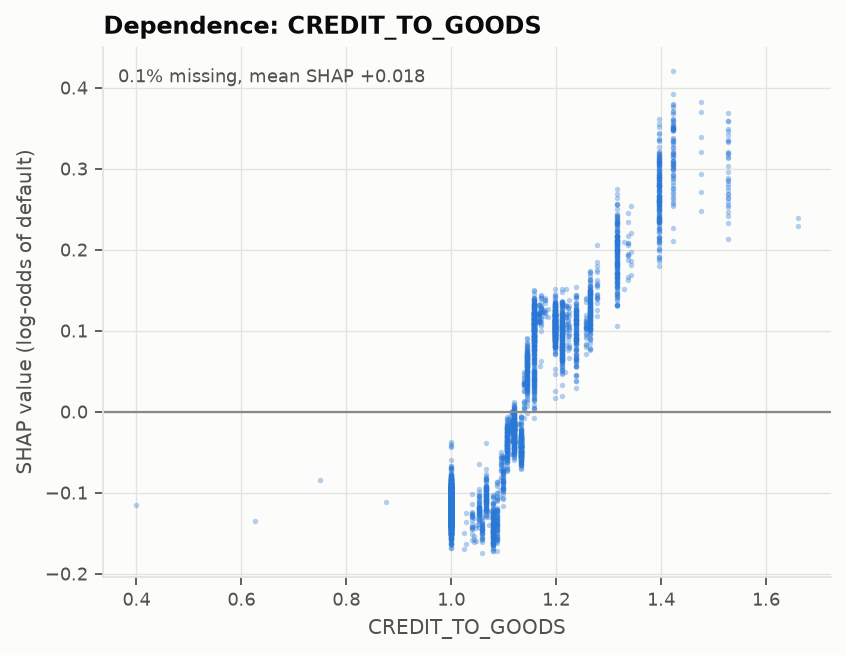 Dependence: CREDIT_TO_GOODS
0.1% missing, mean SHAP +0.018
SHAP value (log-odds of default)
0.4
0.3
0.2
0.1
0.0
−0.1
−0.2
0.4 0.6 0.8 1.0 1.2 1.4 1.6
CREDIT_TO_GOODS